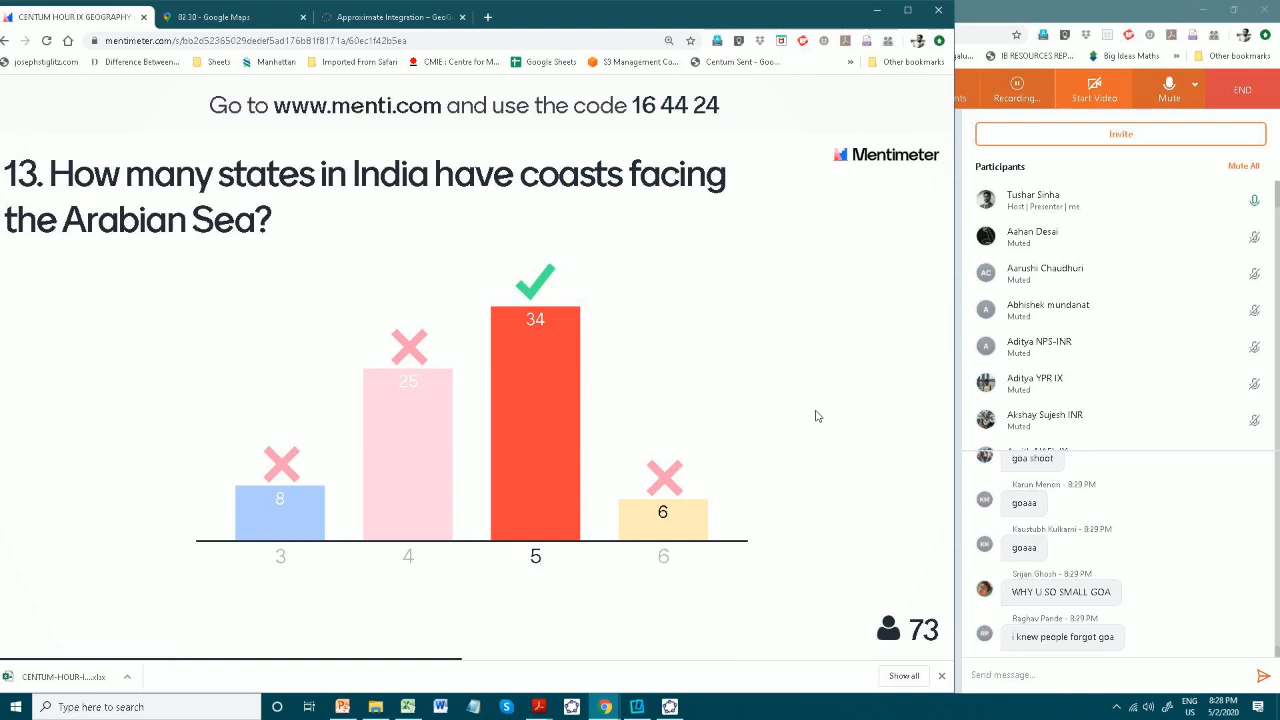 CENTUM HOUR IX GEOGRAPHY
82.30 - Google Maps
Approximate Integration – GeoG
mentimeter.com/s/bb2d52365029dedef5ad176b81f8171a/60ec1f42b5ea
josephstiglitz.com
Difference Between...
Sheets
Manhattan
Imported From Safari
CMIE : Centre for M...
Google Sheets
S3 Management Co...
Centum Sent - Goo...
»
Other bookmarks
Go to www.menti.com and use the code 16 44 24
13. How many states in India have coasts facing
the Arabian Sea?
Mentimeter
8
25
34
6
3
4
5
6
73
CENTUM-HOUR-I....xlsx
Show all
IB RESOURCES REP...
Big Ideas Maths
»
Other bookmarks
Recording...
Start Video
Mute
END
Invite
Participants
Mute All
Tushar Sinha
Host | Presenter | me
Aahan Desai
Muted
AC
Aarushi Chaudhuri
Muted
A
Abhishek mundanat
Muted
A
Aditya NPS-INR
Muted
Aditya YPR IX
Muted
Akshay Sujesh INR
Muted
goa shoot
Karun Menon - 8:29 PM
KM
goaaa
Kaustubh Kulkarni - 8:29 PM
goaaa
Srijan Ghosh - 8:29 PM
WHY U SO SMALL GOA
Raghav Pande - 8:29 PM
RP
i knew people forgot goa
Send message...
Type here to search
ENG
US
8:28 PM
5/2/2020